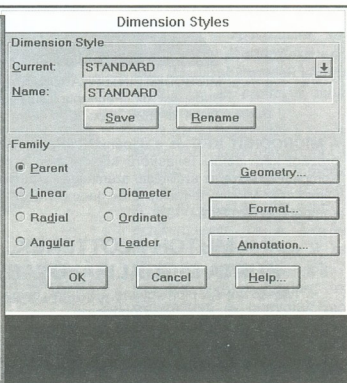 Dimension Styles
Dimension Style
Current: STANDARD
Name: STANDARD
Save Rename
Family
Parent
Geometry...
Linear Diameter
Format...
Radial Ordinate
Angular Leader
Annotation...
OK Cancel Help...